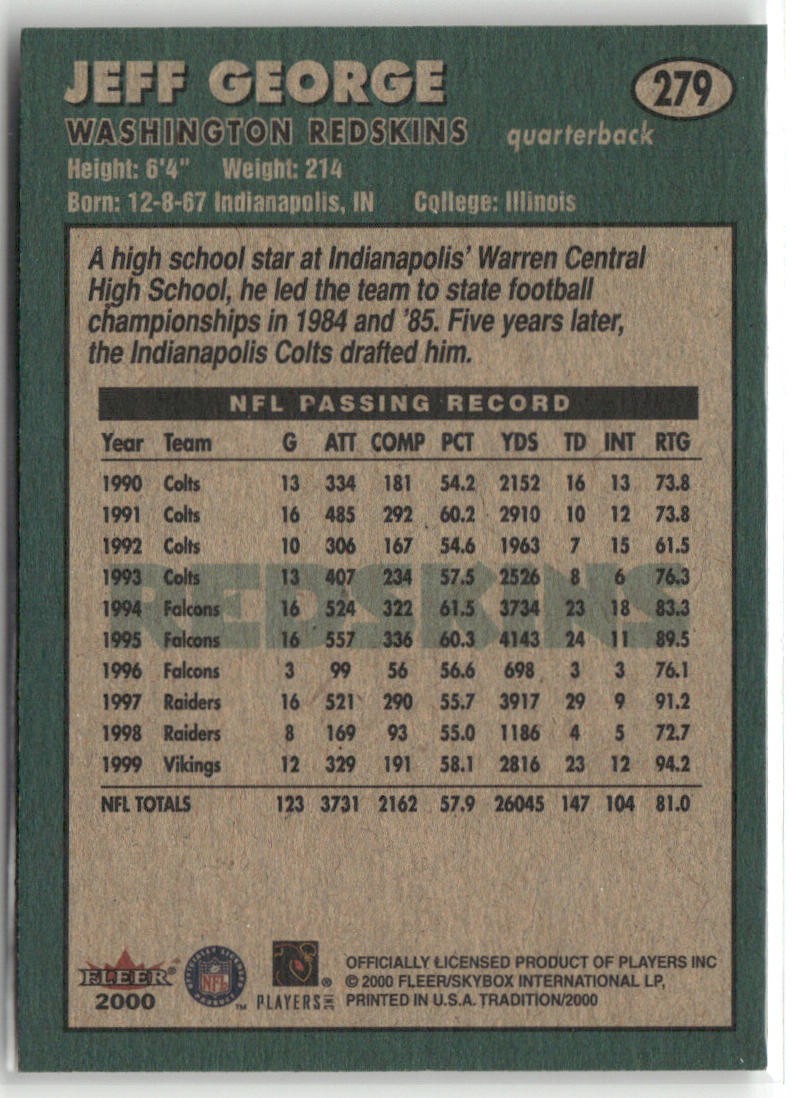 JEFF GEORGE
279
WASHINGTON REDSKINS quarterback
Height: 6'4" Weight: 214
Born: 12-8-67 Indianapolis, IN College: Illinois
A high school star at Indianapolis' Warren Central
High School, he led the team to state football
championships in 1984 and '85. Five years later,
the Indianapolis Colts drafted him.
NFL PASSING RECORD
Year Team G ATT COMP PCT YDS TD INT RTG
1990 Colts 13 334 181 54.2 2152 16 13 73.8
1991 Colts 16 485 292 60.2 2910 10 12 73.8
1992 Colts 10 306 167 54.6 1963 7 15 61.5
1993 Colts 13 407 234 57.5 2526 8 6 76.3
1994 Falcons 16 524 322 61.5 3734 23 18 83.3
1995 Falcons 16 557 336 60.3 4143 24 11 89.5
1996 Falcons 3 99 56 56.6 698 3 3 76.1
1997 Raiders 16 521 290 55.7 3917 29 9 91.2
1998 Raiders 8 169 93 55.0 1186 4 5 72.7
1999 Vikings 12 329 191 58.1 2816 23 12 94.2
NFL TOTALS 123 3731 2162 57.9 26045 147 104 81.0
REDSKINS
FLEER®
2000
NFL
™
PLAYERS INC
®
OFFICIALLY LICENSED PRODUCT OF PLAYERS INC
© 2000 FLEER/SKYBOX INTERNATIONAL LP,
PRINTED IN U.S.A. TRADITION/2000